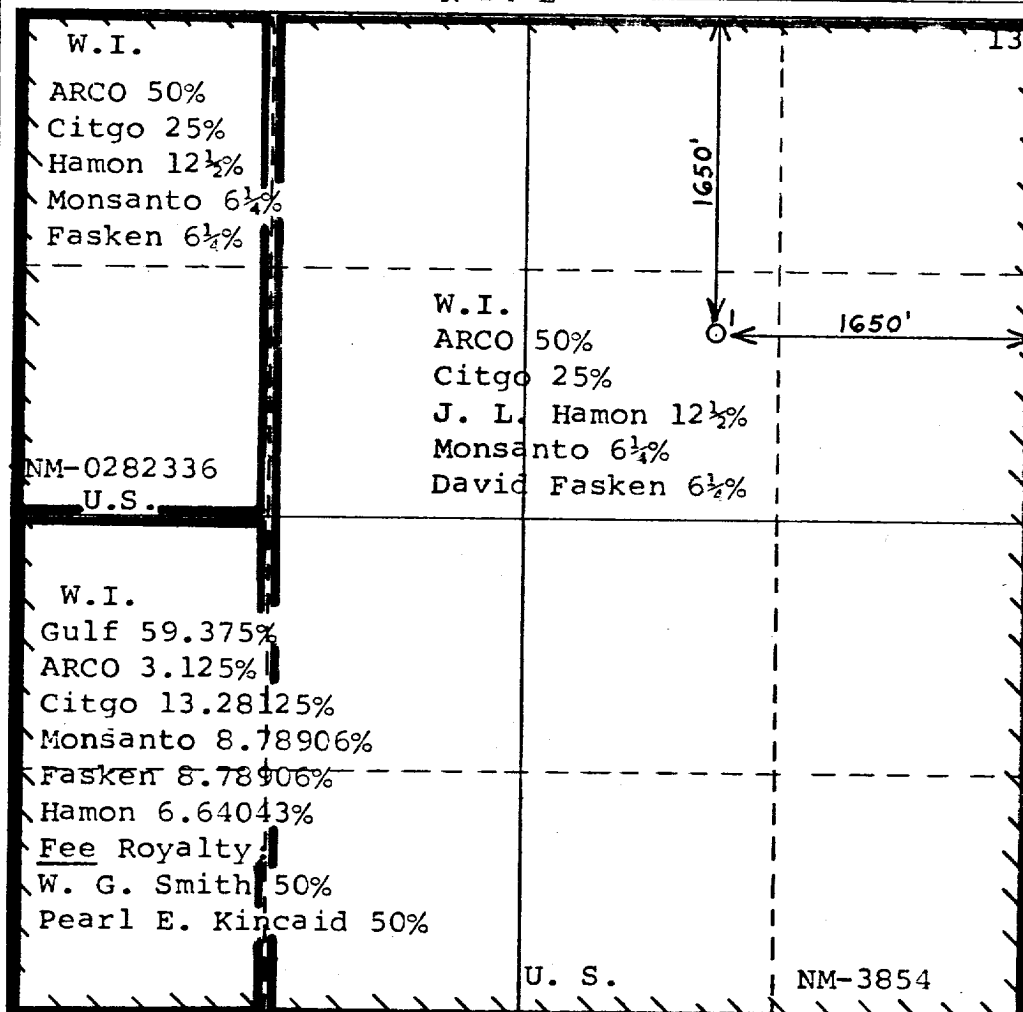 13
W.I.
ARCO 50%
Citgo 25%
Hamon 12½%
Monsanto 6¼%
Fasken 6¼%
NM-0282336
U.S.
1650'
1
1650'
W.I.
ARCO 50%
Citgo 25%
J. L. Hamon 12½%
Monsanto 6¼%
David Fasken 6¼%
W.I.
Gulf 59.375%
ARCO 3.125%
Citgo 13.28125%
Monsanto 8.78906%
Fasken 8.78906%
Hamon 6.64043%
Fee Royalty
W. G. Smith 50%
Pearl E. Kincaid 50%
U. S.
NM-3854